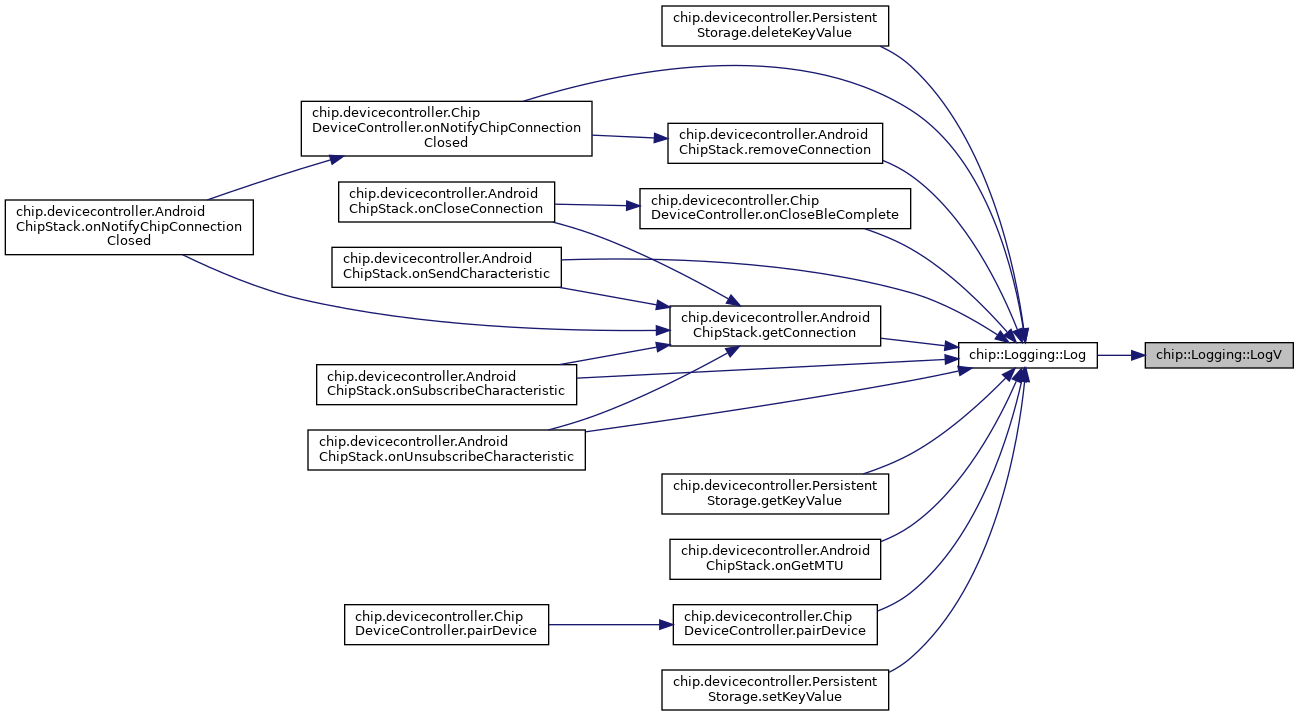 chip.devicecontroller.Persistent
Storage.deleteKeyValue
chip.devicecontroller.Chip
DeviceController.onNotifyChipConnection
Closed
chip.devicecontroller.Android
ChipStack.removeConnection
chip.devicecontroller.Android
ChipStack.onCloseConnection
chip.devicecontroller.Chip
DeviceController.onCloseBleComplete
chip.devicecontroller.Android
ChipStack.onNotifyChipConnection
Closed
chip.devicecontroller.Android
ChipStack.onSendCharacteristic
chip.devicecontroller.Android
ChipStack.getConnection
chip::Logging::Log
chip::Logging::LogV
chip.devicecontroller.Android
ChipStack.onSubscribeCharacteristic
chip.devicecontroller.Android
ChipStack.onUnsubscribeCharacteristic
chip.devicecontroller.Persistent
Storage.getKeyValue
chip.devicecontroller.Android
ChipStack.onGetMTU
chip.devicecontroller.Chip
DeviceController.pairDevice
chip.devicecontroller.Chip
DeviceController.pairDevice
chip.devicecontroller.Persistent
Storage.setKeyValue